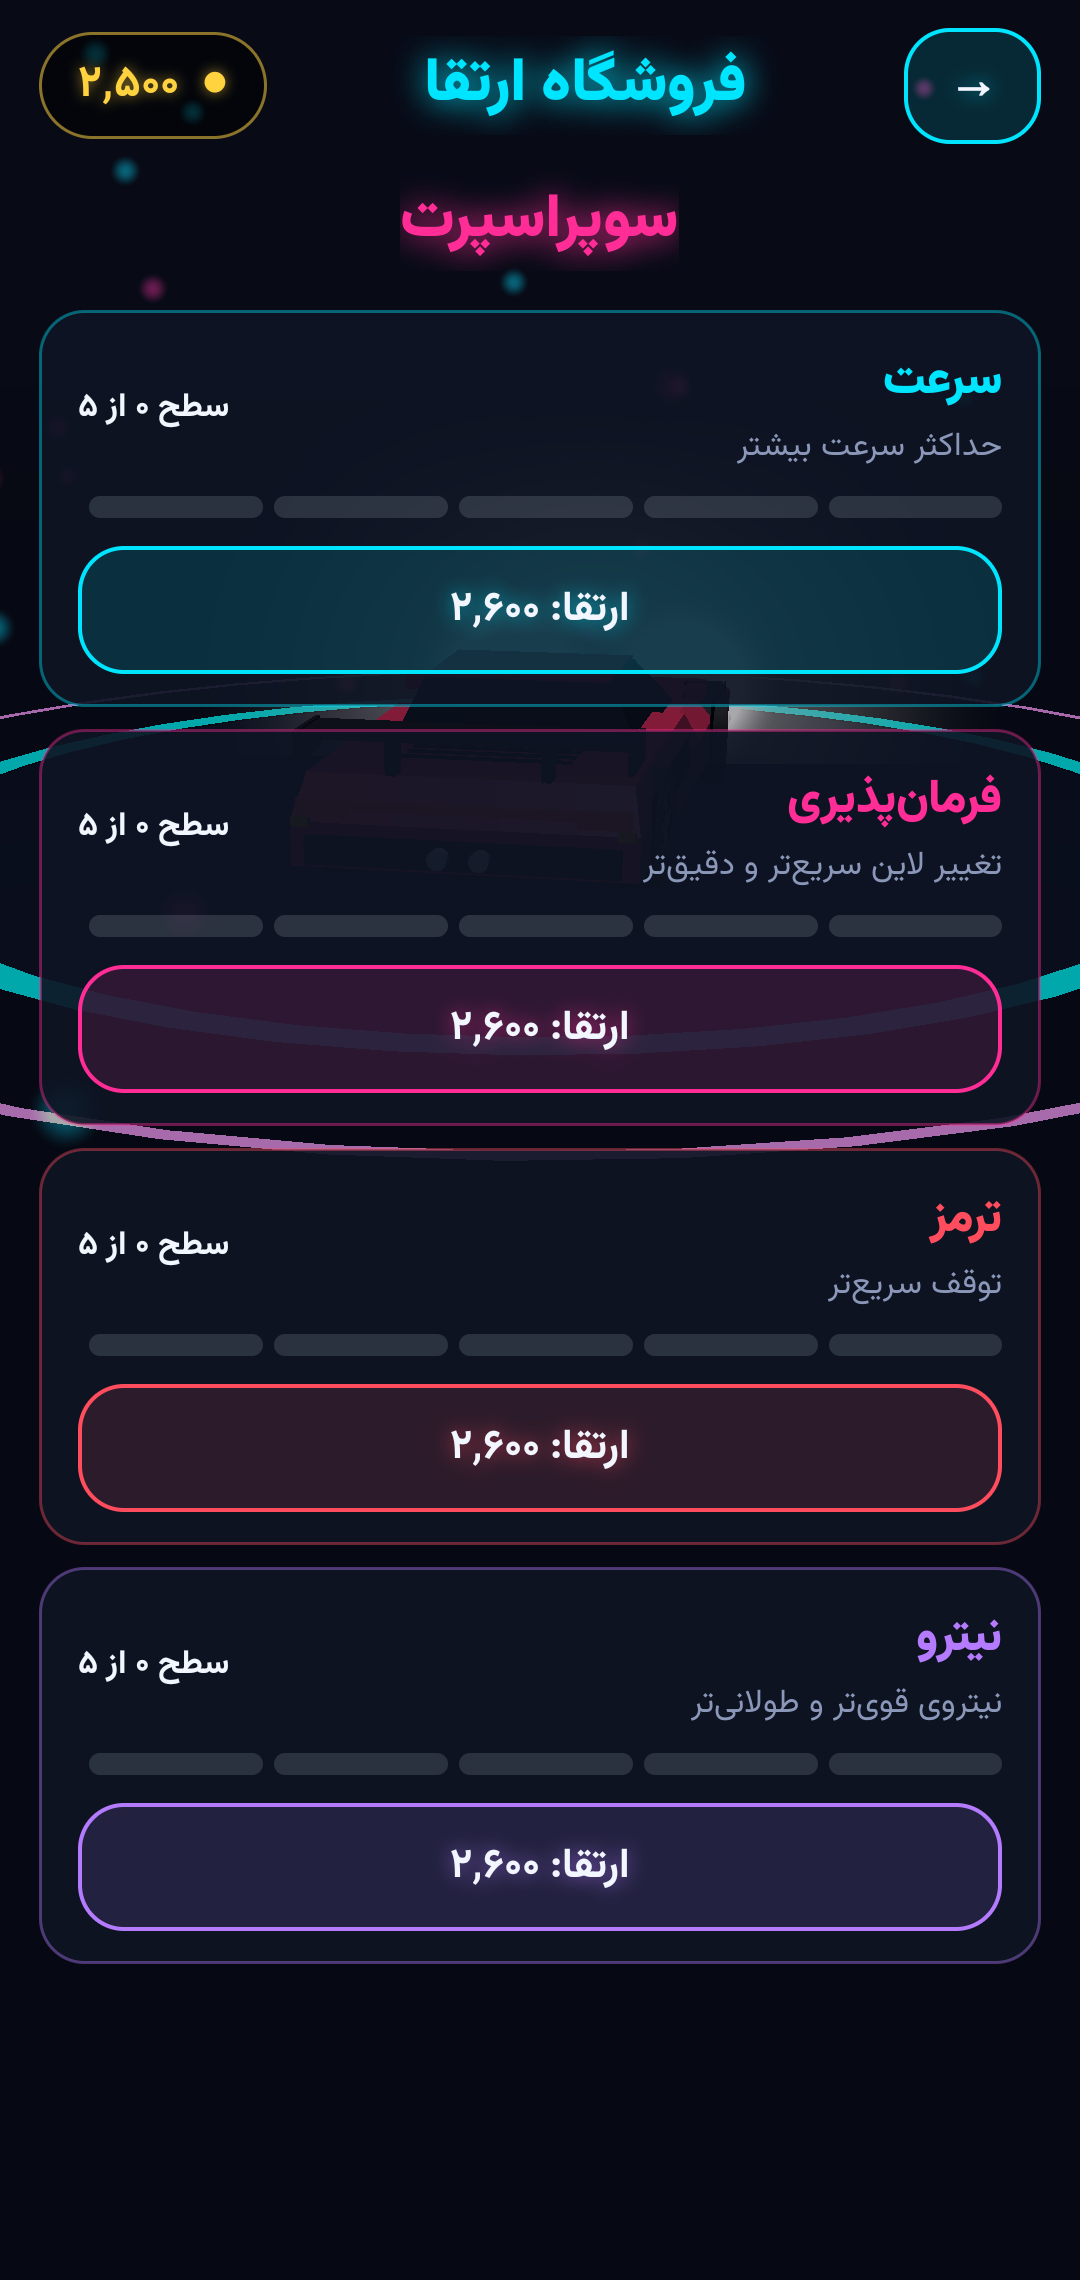 →
فروشگاه ارتقا
۲,۵۰۰
سوپراسپرت
سرعت
سطح ۰ از ۵
حداکثر سرعت بیشتر
ارتقا: ۲,۶۰۰
فرمان‌پذیری
سطح ۰ از ۵
تغییر لاین سریع‌تر و دقیق‌تر
ارتقا: ۲,۶۰۰
ترمز
سطح ۰ از ۵
توقف سریع‌تر
ارتقا: ۲,۶۰۰
نیترو
سطح ۰ از ۵
نیتروی قوی‌تر و طولانی‌تر
ارتقا: ۲,۶۰۰